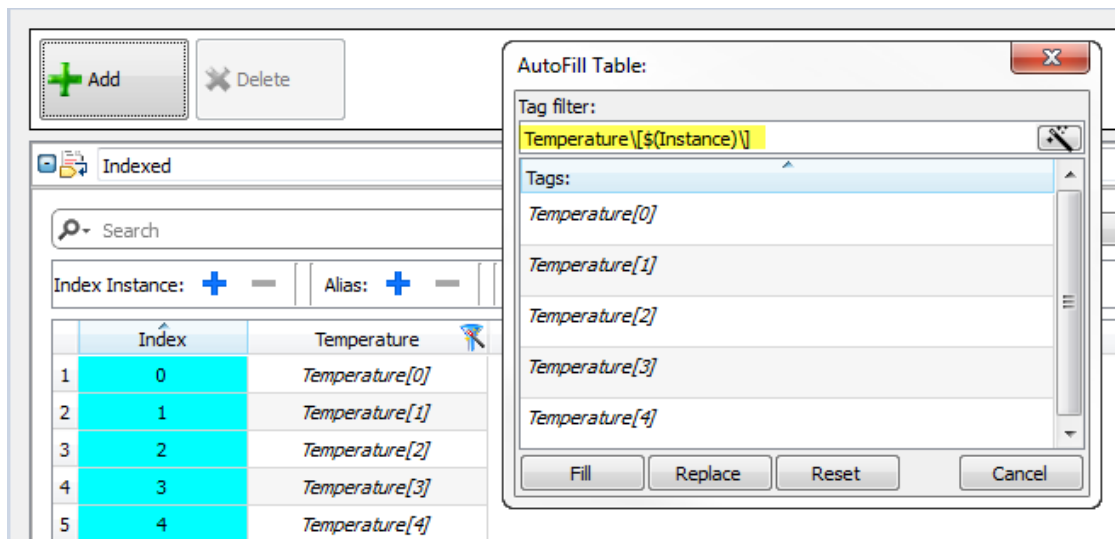 Add
Delete
Indexed
Search
Index Instance:
Alias:
Index Temperature
1 0 Temperature[0]
2 1 Temperature[1]
3 2 Temperature[2]
4 3 Temperature[3]
5 4 Temperature[4]
AutoFill Table:
Tag filter:
Temperature\[$(Instance)\]
Tags:
Temperature[0]
Temperature[1]
Temperature[2]
Temperature[3]
Temperature[4]
Fill Replace Reset Cancel